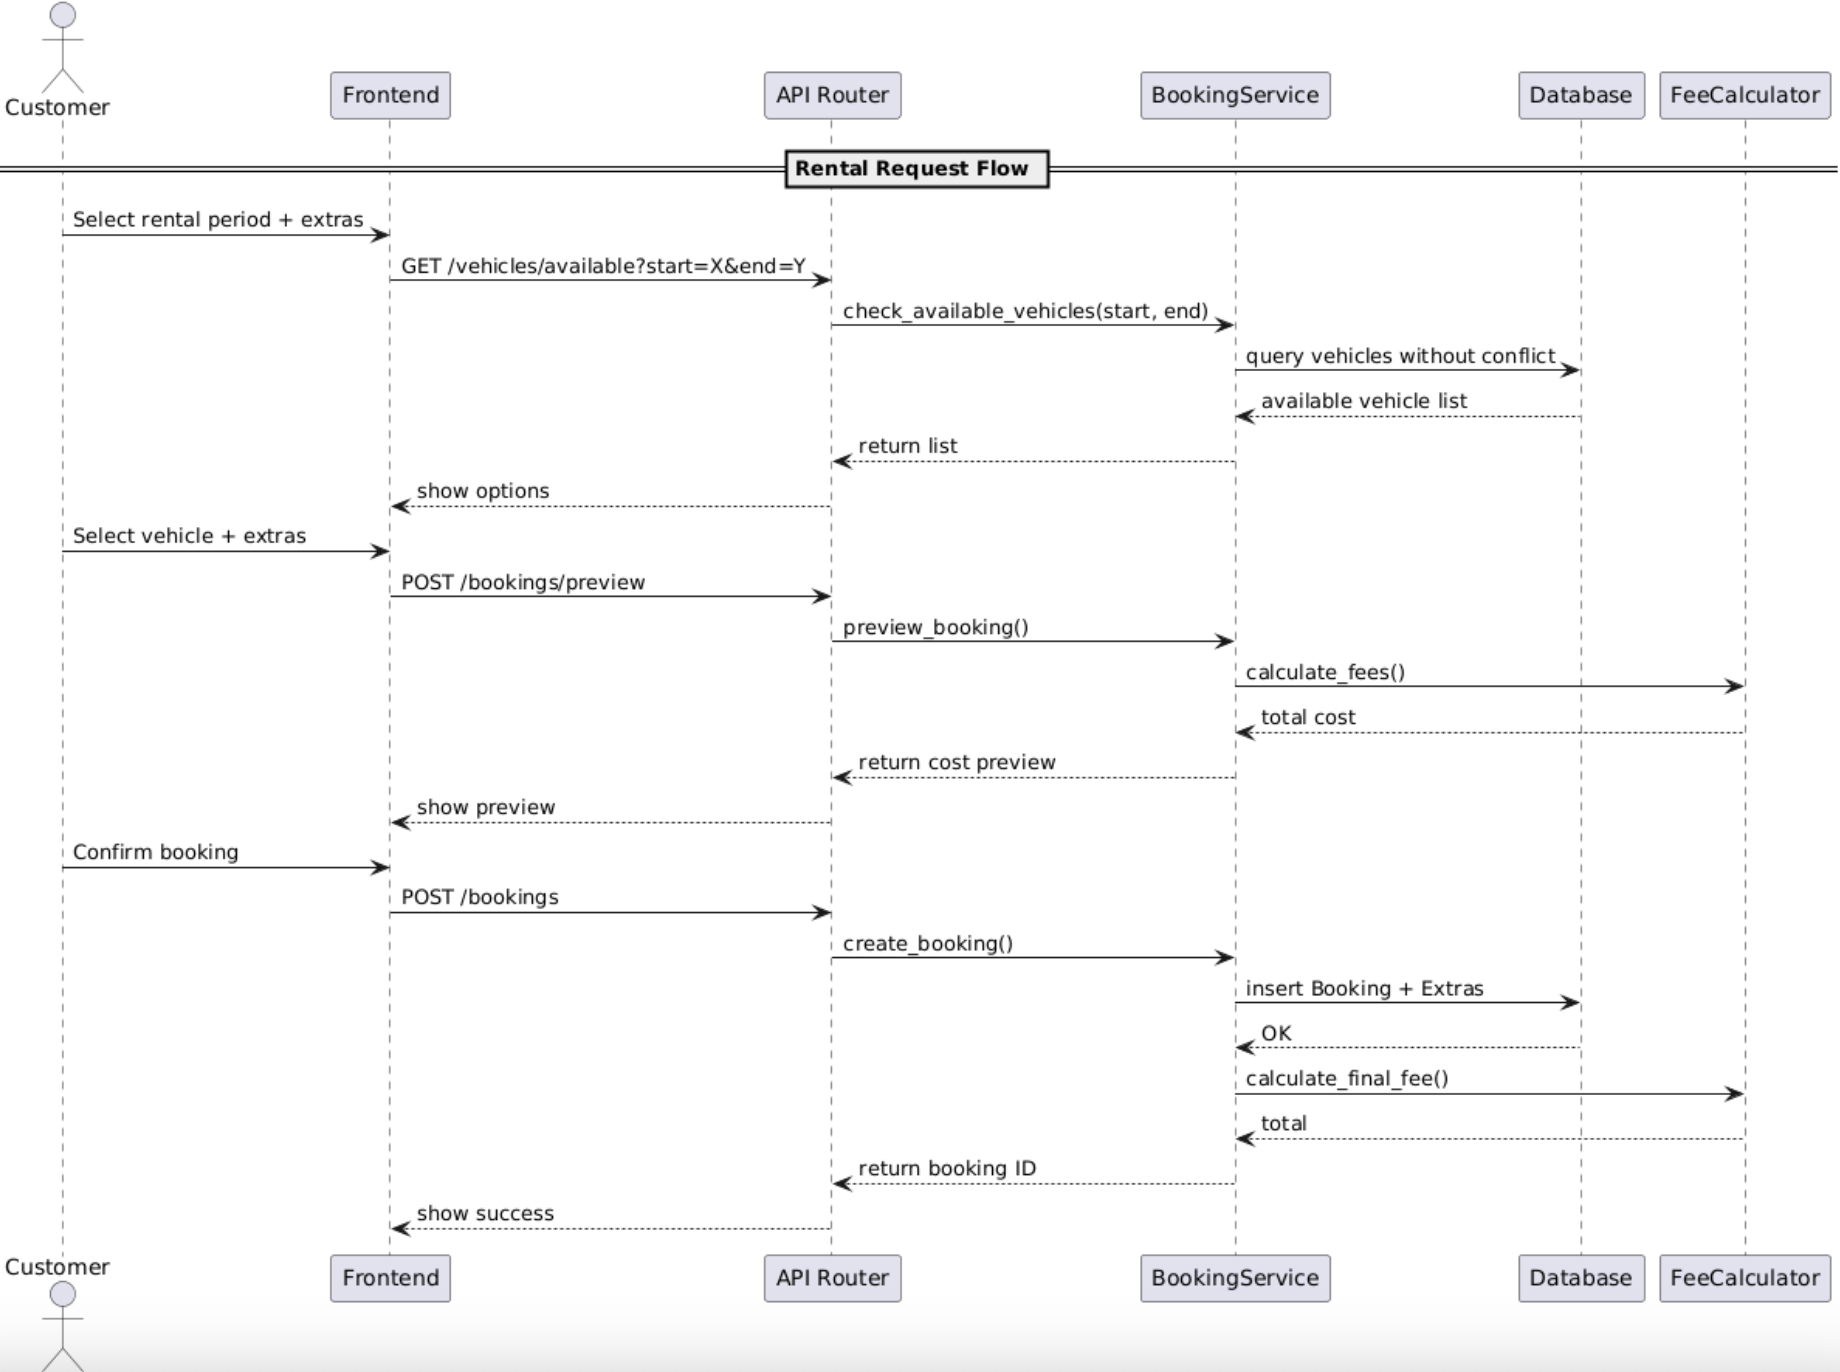 Customer
Frontend
API Router
BookingService
Database
FeeCalculator
Rental Request Flow
Select rental period + extras
GET /vehicles/available?start=X&end=Y
check_available_vehicles(start, end)
query vehicles without conflict
available vehicle list
return list
show options
Select vehicle + extras
POST /bookings/preview
preview_booking()
calculate_fees()
total cost
return cost preview
show preview
Confirm booking
POST /bookings
create_booking()
insert Booking + Extras
OK
calculate_final_fee()
total
return booking ID
show success
Customer
Frontend
API Router
BookingService
Database
FeeCalculator